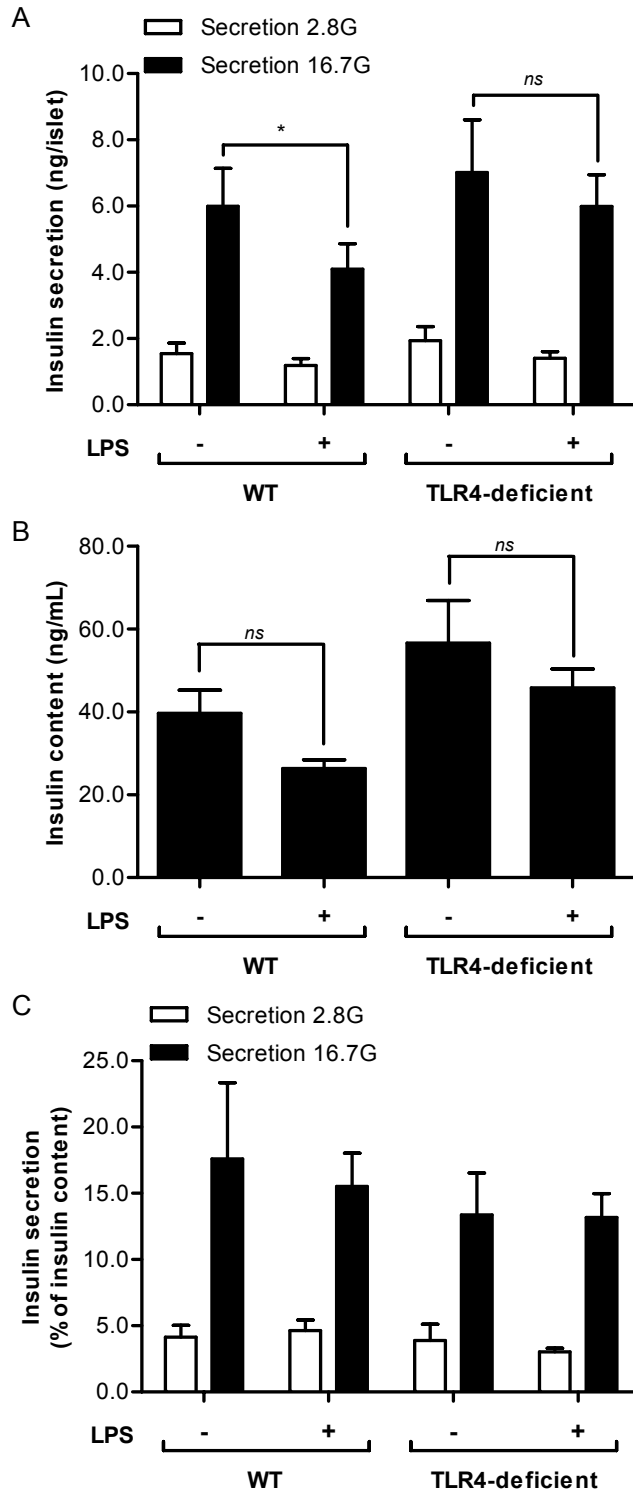 A
Secretion 2.8G
Secretion 16.7G
10.0
8.0
6.0
4.0
2.0
0.0
Insulin secretion (ng/islet)
*
ns
LPS - + - +
WT TLR4-deficient
B
80.0
60.0
40.0
20.0
0.0
Insulin content (ng/mL)
ns
ns
LPS - + - +
WT TLR4-deficient
C
Secretion 2.8G
Secretion 16.7G
25.0
20.0
15.0
10.0
5.0
0.0
Insulin secretion
(% of insulin content)
LPS - + - +
WT TLR4-deficient